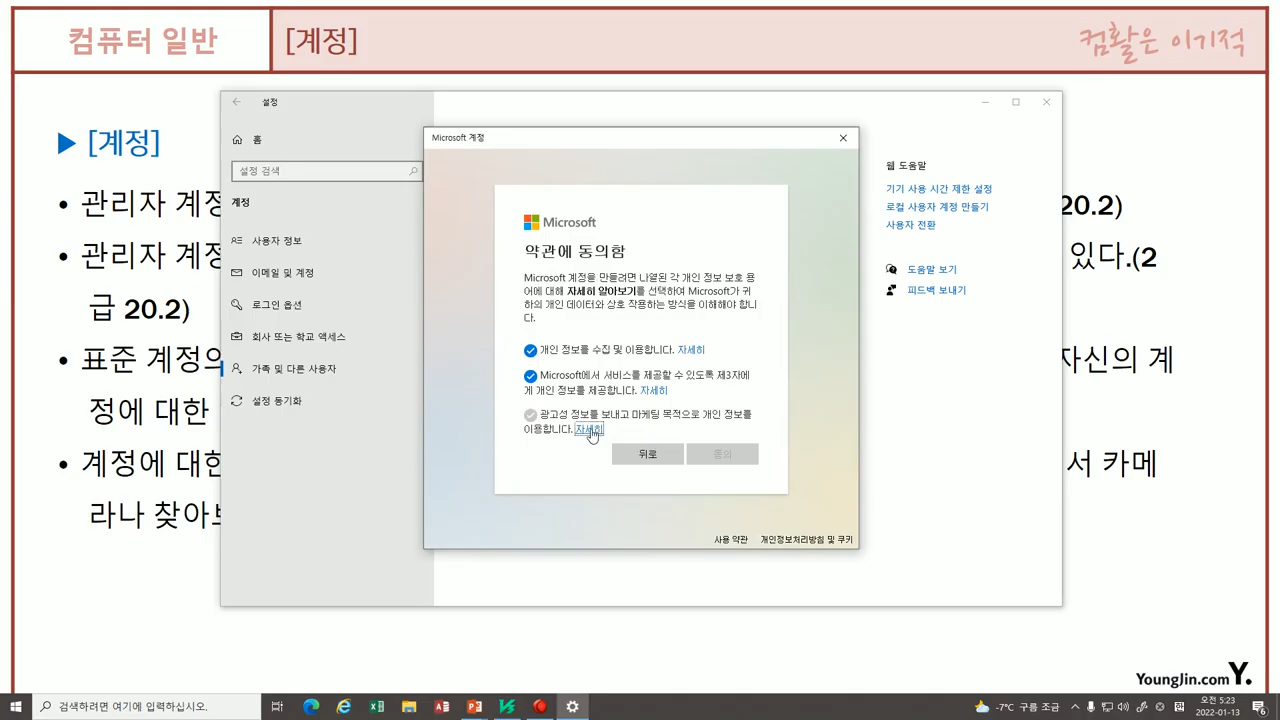 컴퓨터 일반
[계정]
컴활은 이기적
▶ [계정]
• 관리자 계정
20.2)
• 관리자 계정
있다.(2
급 20.2)
• 표준 계정의
자신의 계
정에 대한
• 계정에 대한
서 카메
라나 찾아보
설정
홈
설정 검색
계정
사용자 정보
이메일 및 계정
로그인 옵션
회사 또는 학교 액세스
가족 및 다른 사용자
설정 동기화
Microsoft 계정
Microsoft
약관에 동의함
Microsoft 계정을 만들려면 나열된 각 개인 정보 보호 용
어에 대해 자세히 알아보기를 선택하여 Microsoft가 귀
하의 개인 데이터와 상호 작용하는 방식을 이해해야 합니
다.
개인 정보를 수집 및 이용합니다. 자세히
Microsoft에서 서비스를 제공할 수 있도록 제3자에
게 개인 정보를 제공합니다. 자세히
광고성 정보를 보내고 마케팅 목적으로 개인 정보를
이용합니다. 자세히
뒤로
동의
사용 약관
개인정보처리방침 및 쿠키
웹 도움말
기기 사용 시간 제한 설정
로컬 사용자 계정 만들기
사용자 전환
도움말 보기
피드백 보내기
YoungJin.com Y.
검색하려면 여기에 입력하십시오.
-7°C 구름 조금
오전 5:23
2022-01-13
6